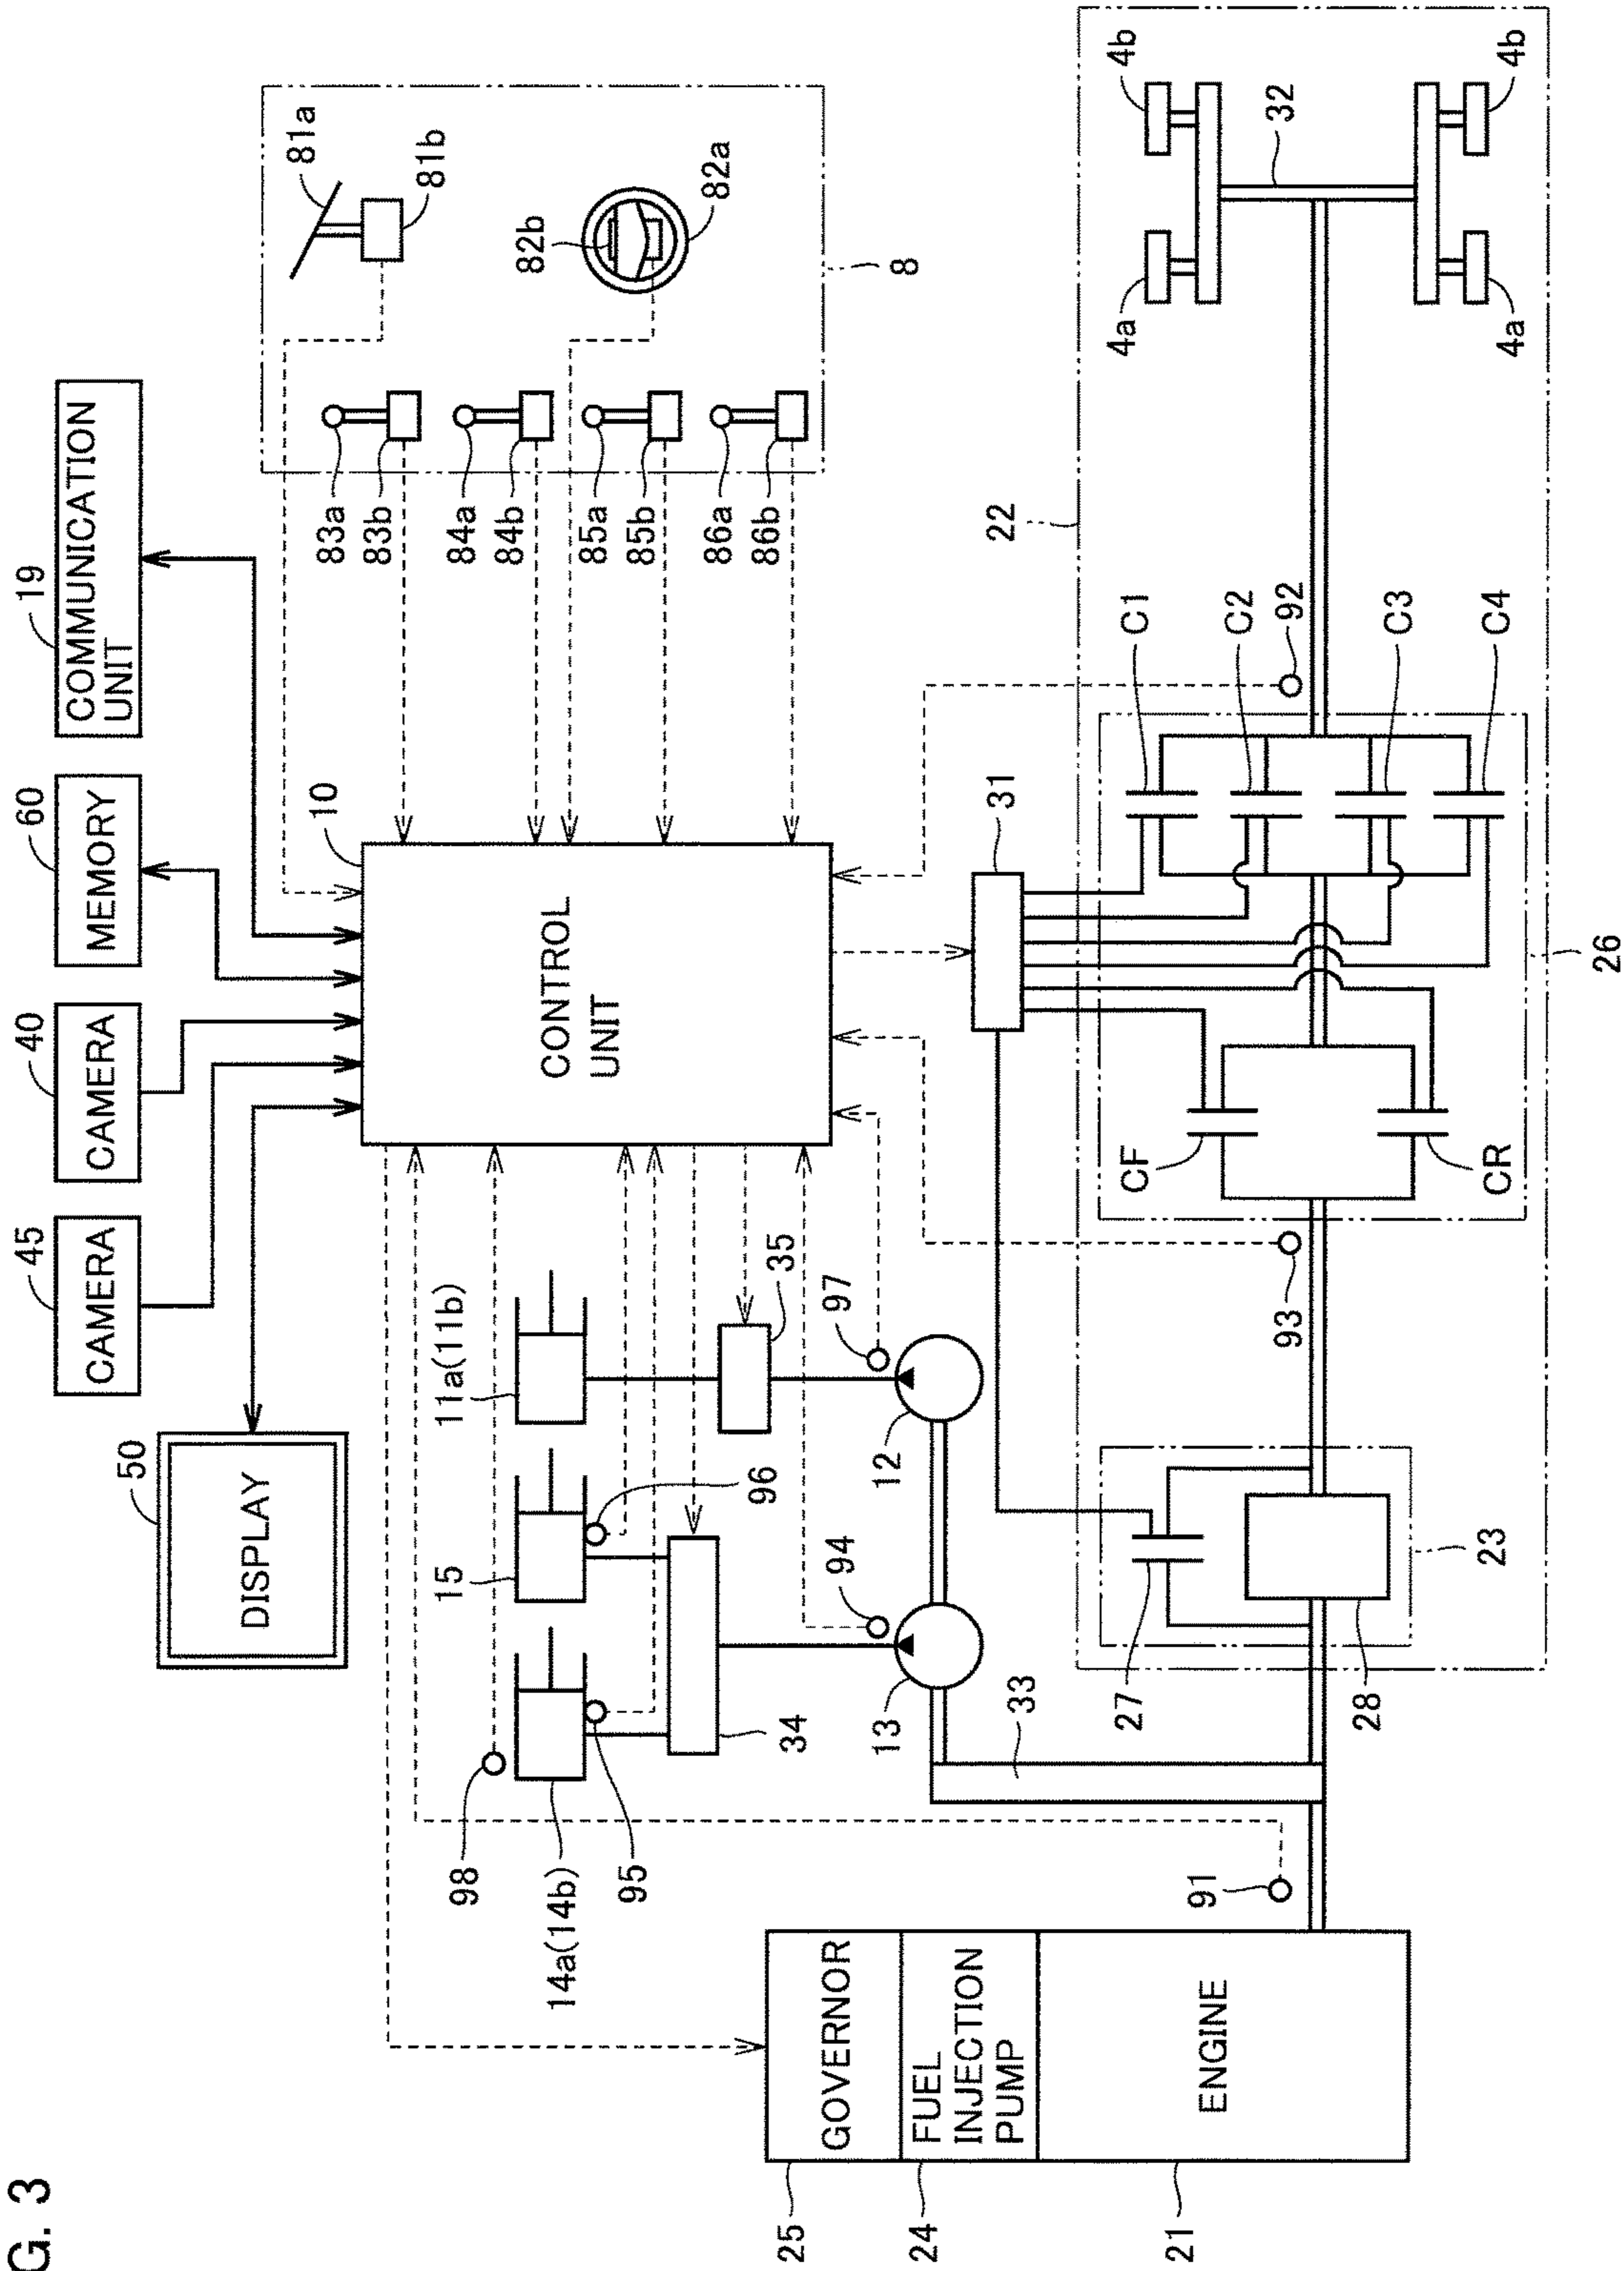 G. 3
50
DISPLAY
45
CAMERA
40
CAMERA
60
MEMORY
19
COMMUNICATION
UNIT
10
CONTROL
UNIT
81a
81b
82b
82a
8
83a
83b
84a
84b
85a
85b
86a
86b
98
14a(14b)
95
15
96
11a(11b)
35
97
34
94
13
12
33
31
22
92
93
91
25
GOVERNOR
24
FUEL
INJECTION
PUMP
21
ENGINE
27
28
23
CF
CR
26
C1
C2
C3
C4
32
4a
4b
4a
4b